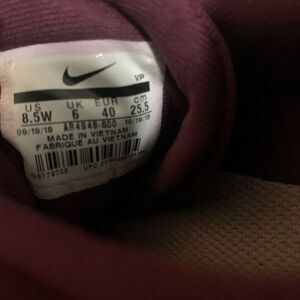 VP
US UK EUR cm
8.5W 6 40 25.5
09/19/18 AR4948-600 10/19/18
MADE IN VIETNAM
FABRIQUE AU VIETNAM
UPC